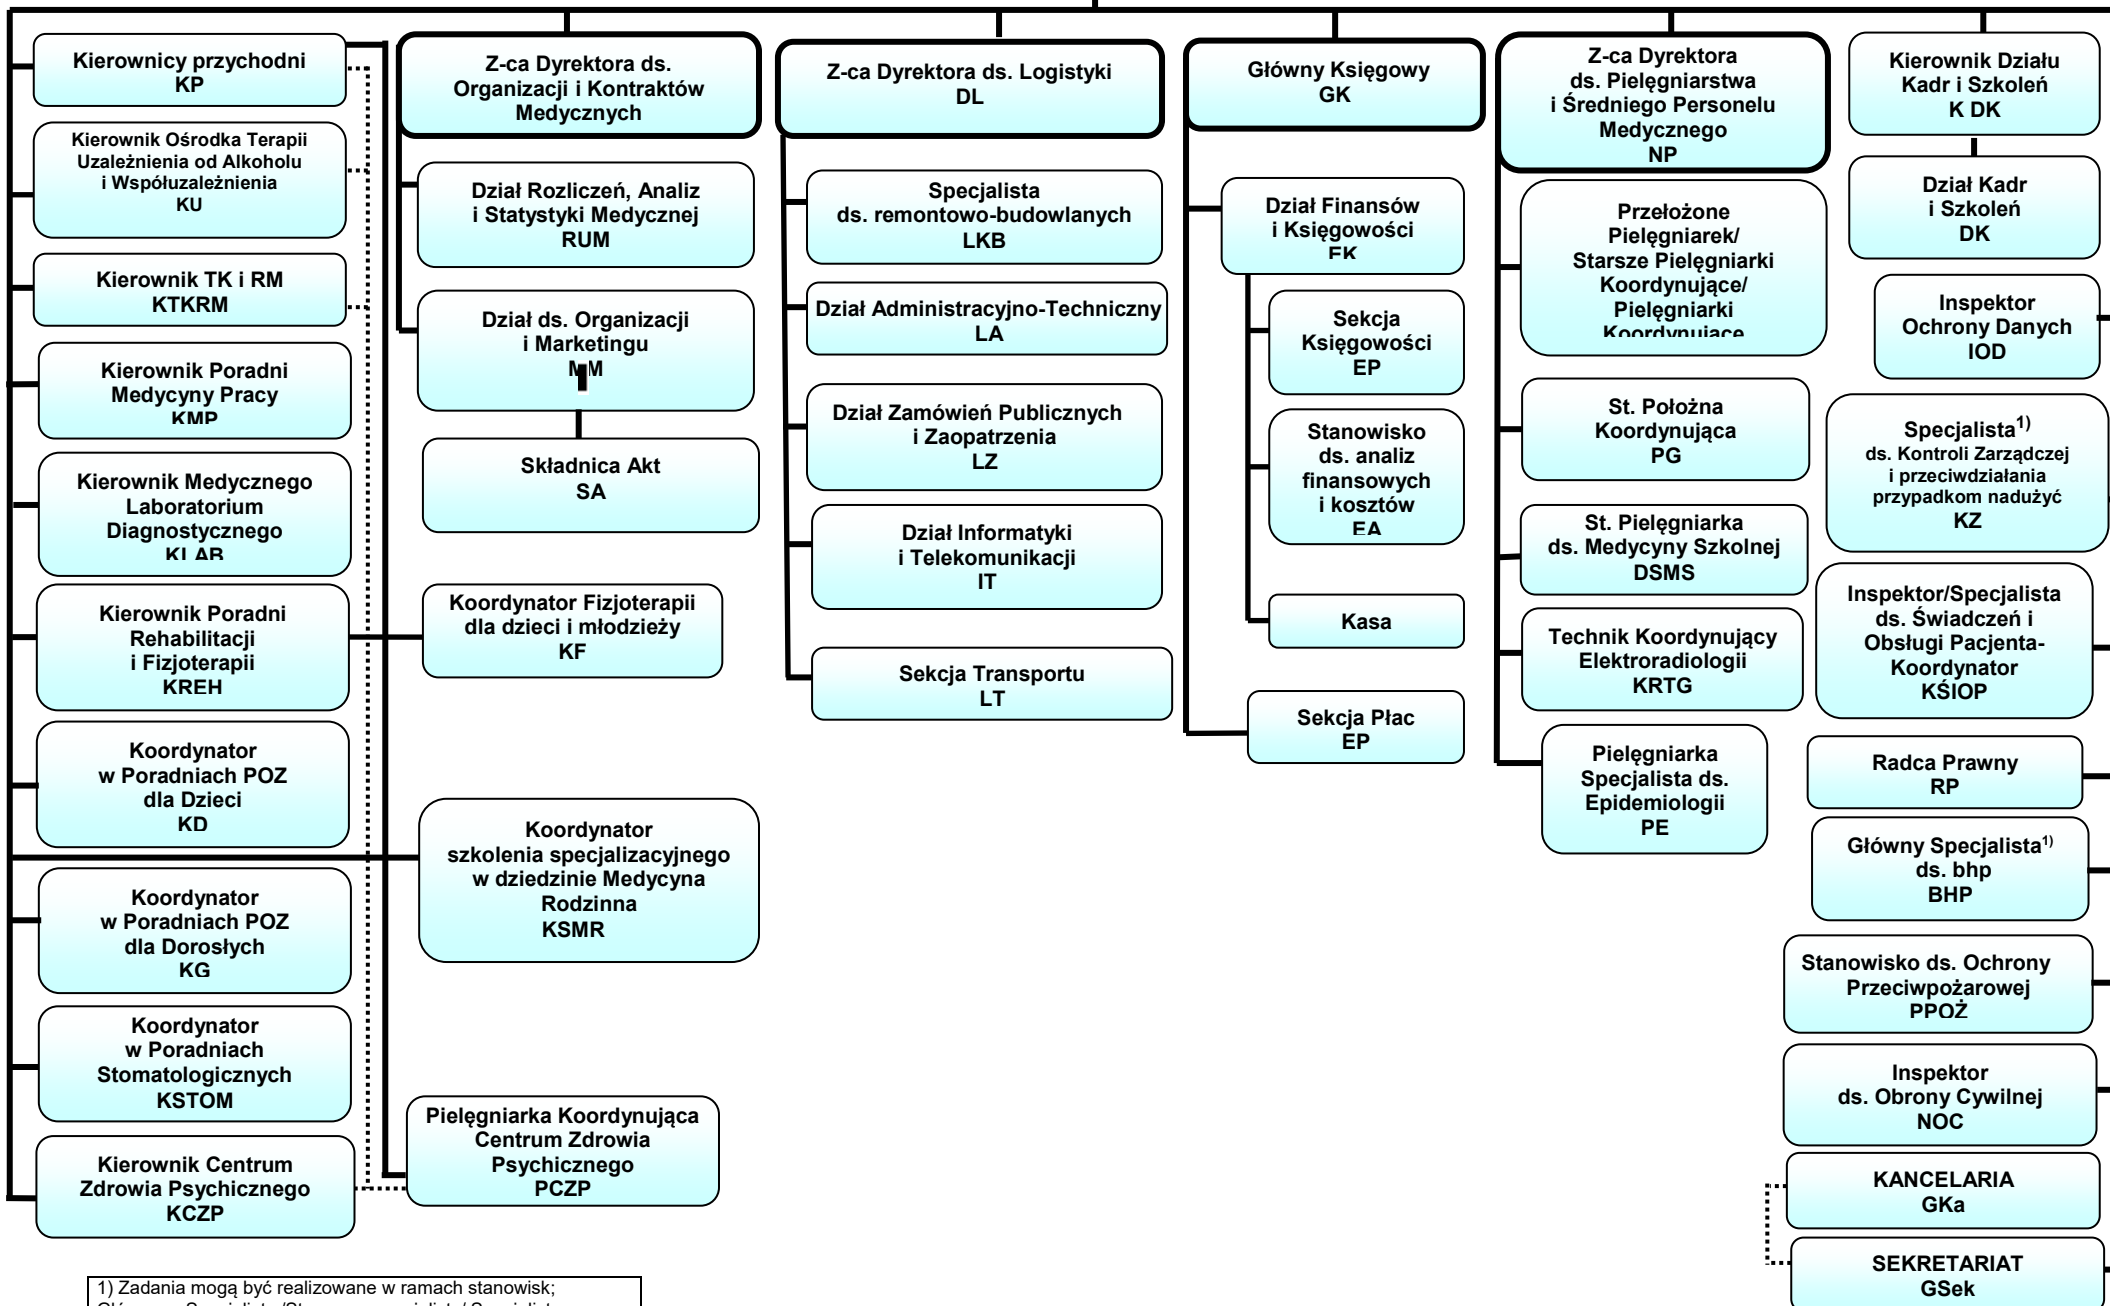 Kierownicy przychodni
KP
Kierownik Ośrodka Terapii
Uzależnienia od Alkoholu
i Współuzależnienia
KU
Kierownik TK i RM
KTKRM
Kierownik Poradni
Medycyny Pracy
KMP
Kierownik Medycznego
Laboratorium
Diagnostycznego
KLAB
Kierownik Poradni
Rehabilitacji
i Fizjoterapii
KREH
Koordynator
w Poradniach POZ
dla Dzieci
KD
Koordynator
w Poradniach POZ
dla Dorosłych
KG
Koordynator
w Poradniach
Stomatologicznych
KSTOM
Kierownik Centrum
Zdrowia Psychicznego
KCZP
Z-ca Dyrektora ds.
Organizacji i Kontraktów
Medycznych
Dział Rozliczeń, Analiz
i Statystyki Medycznej
RUM
Dział ds. Organizacji
i Marketingu
MM
Składnica Akt
SA
Koordynator Fizjoterapii
dla dzieci i młodzieży
KF
Koordynator
szkolenia specjalizacyjnego
w dziedzinie Medycyna
Rodzinna
KSMR
Pielęgniarka Koordynująca
Centrum Zdrowia
Psychicznego
PCZP
Z-ca Dyrektora ds. Logistyki
DL
Specjalista
ds. remontowo-budowlanych
LKB
Dział Administracyjno-Techniczny
LA
Dział Zamówień Publicznych
i Zaopatrzenia
LZ
Dział Informatyki
i Telekomunikacji
IT
Sekcja Transportu
LT
Główny Księgowy
GK
Dział Finansów
i Księgowości
Sekcja
Księgowości
EP
Stanowisko
ds. analiz
finansowych
i kosztów
EA
Kasa
Sekcja Płac
EP
Z-ca Dyrektora
ds. Pielęgniarstwa
i Średniego Personelu
Medycznego
NP
Przełożone
Pielęgniarek/
Starsze Pielęgniarki
Koordynujące/
Pielęgniarki
Koordynujące
St. Położna
Koordynująca
PG
St. Pielęgniarka
ds. Medycyny Szkolnej
DSMS
Technik Koordynujący
Elektroradiologii
KRTG
Pielęgniarka
Specjalista ds.
Epidemiologii
PE
Kierownik Działu
Kadr i Szkoleń
K DK
Dział Kadr
i Szkoleń
DK
Inspektor
Ochrony Danych
IOD
Specjalista1)
ds. Kontroli Zarządczej
i przeciwdziałania
przypadkom nadużyć
KZ
Inspektor/Specjalista
ds. Świadczeń i
Obsługi Pacjenta-
Koordynator
KŚIOP
Radca Prawny
RP
Główny Specjalista1)
ds. bhp
BHP
Stanowisko ds. Ochrony
Przeciwpożarowej
PPOŻ
Inspektor
ds. Obrony Cywilnej
NOC
KANCELARIA
GKa
SEKRETARIAT
GSek
1) Zadania mogą być realizowane w ramach stanowisk;